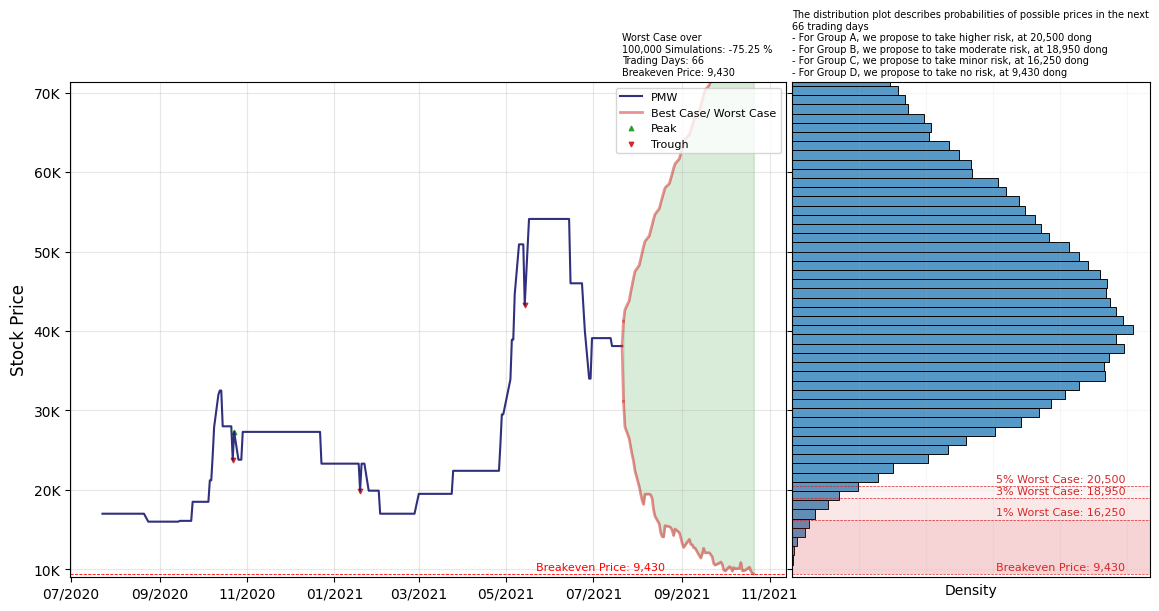 The distribution plot describes probabilities of possible prices in the next
66 trading days
- For Group A, we propose to take higher risk, at 20,500 dong
- For Group B, we propose to take moderate risk, at 18,950 dong
- For Group C, we propose to take minor risk, at 16,250 dong
- For Group D, we propose to take no risk, at 9,430 dong
Worst Case over
100,000 Simulations: -75.25 %
Trading Days: 66
Breakeven Price: 9,430
PMW
Best Case/ Worst Case
Peak
Trough
Stock Price
70K
60K
50K
40K
30K
20K
10K
Breakeven Price: 9,430
07/2020
09/2020
11/2020
01/2021
03/2021
05/2021
07/2021
09/2021
11/2021
5% Worst Case: 20,500
3% Worst Case: 18,950
1% Worst Case: 16,250
Breakeven Price: 9,430
Density